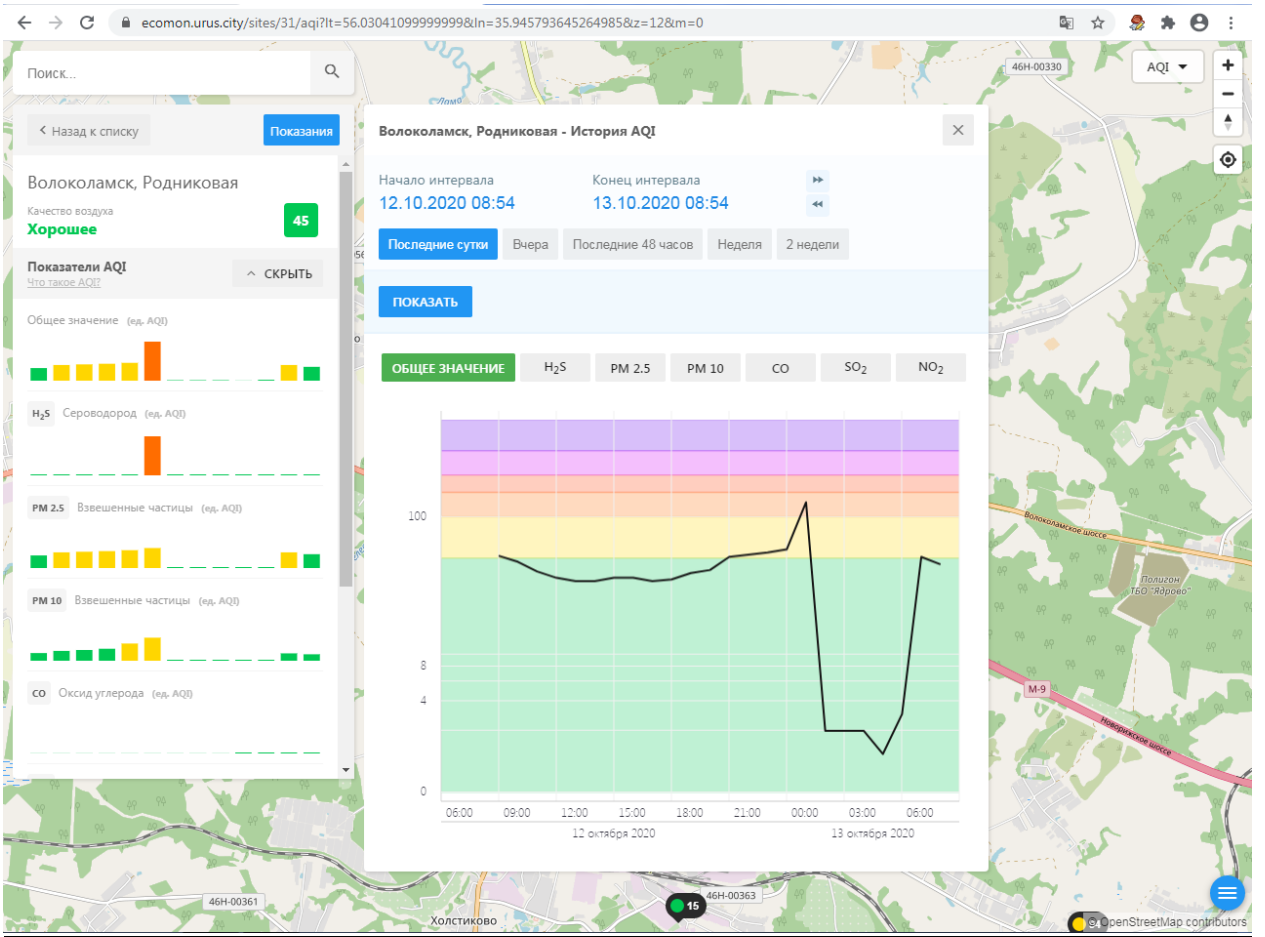 ecomon.urus.city/sites/31/aqi?lt=56.03041099999999&ln=35.945793645264985&z=12&m=0
Поиск...
46Н-00330
AQI
Назад к списку
Показания
Волоколамск, Родниковая
Качество воздуха
Хорошее
45
Показатели AQI
Что такое AQI?
СКРЫТЬ
Общее значение (ед. AQI)
H₂S Сероводород (ед. AQI)
PM 2.5 Взвешенные частицы (ед. AQI)
PM 10 Взвешенные частицы (ед. AQI)
CO Оксид углерода (ед. AQI)
Волоколамск, Родниковая - История AQI
Начало интервала
12.10.2020 08:54
Конец интервала
13.10.2020 08:54
Последние сутки Вчера Последние 48 часов Неделя 2 недели
ПОКАЗАТЬ
ОБЩЕЕ ЗНАЧЕНИЕ H₂S PM 2.5 PM 10 CO SO₂ NO₂
100
8
4
0
06:00 09:00 12:00 15:00 18:00 21:00 00:00 03:00 06:00
12 октября 2020 13 октября 2020
Волоколамское шоссе
Полигон
ТБО "Ядрово"
М-9
Новорижское шоссе
46Н-00361
46Н-00363
15
Холстиково
© OpenStreetMap contributors